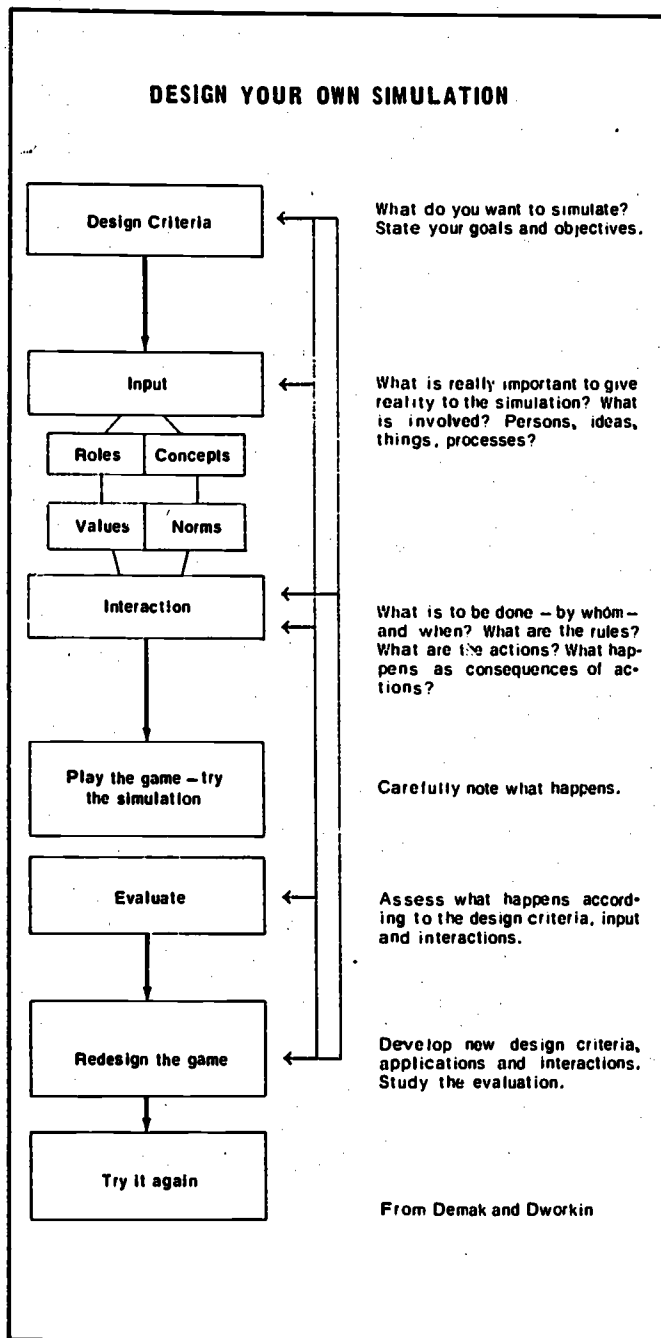 DESIGN YOUR OWN SIMULATION
Design Criteria
What do you want to simulate?
State your goals and objectives.
Input
What is really important to give
reality to the simulation? What
is involved? Persons, ideas,
things, processes?
Roles
Concepts
Values
Norms
Interaction
What is to be done – by whom –
and when? What are the rules?
What are the actions? What hap-
pens as consequences of ac-
tions?
Play the game – try
the simulation
Carefully note what happens.
Evaluate
Assess what happens accord-
ing to the design criteria, input
and interactions.
Redesign the game
Develop new design criteria,
applications and interactions.
Study the evaluation.
Try it again
From Demak and Dworkin